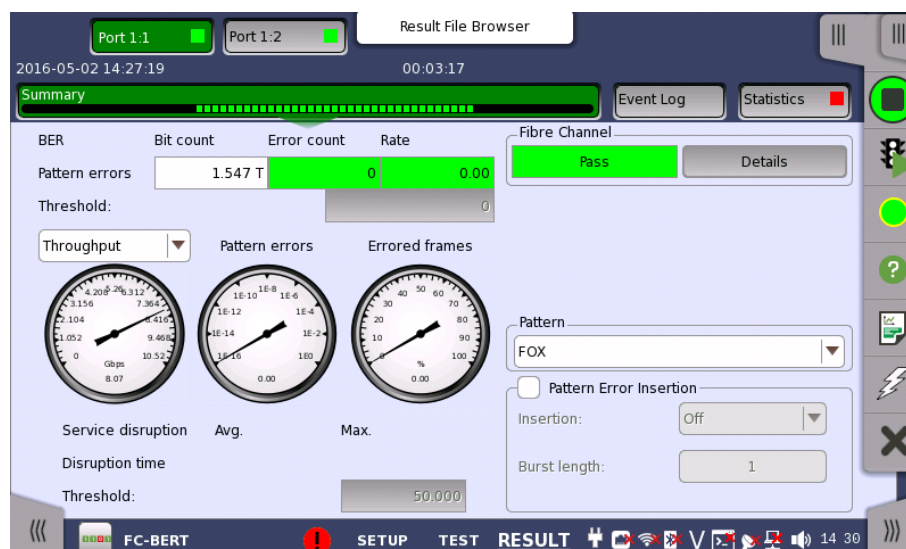 Port 1:1 Port 1:2 Result File Browser
2016-05-02 14:27:19 00:03:17
Summary Event Log Statistics
BER Bit count Error count Rate
Pattern errors 1.547 T 0 0.00
Threshold: 0
Fibre Channel
Pass Details
Throughput Pattern errors Errored frames
0 1.052 2.104 3.156 4.208 5.26 6.312 7.364 8.416 9.468 10.52
Gbps
8.07
1E-16 1E-14 1E-12 1E-10 1E-8 1E-6 1E-4 1E-2 1E0
0.00
0 10 20 30 40 50 60 70 80 90 100
%
0.00
Pattern
FOX
Pattern Error Insertion
Insertion: Off
Burst length: 1
Service disruption Avg. Max.
Disruption time
Threshold: 50.000
FC-BERT SETUP TEST RESULT 14 30